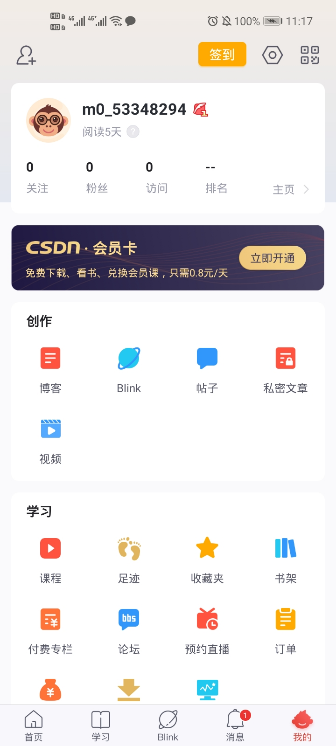 100% 11:17
签到
m0_53348294
阅读5天 ?
0 0 0 --
关注 粉丝 访问 排名 主页
CSDN · 会员卡
立即开通
免费下载、看书、兑换会员课，只需0.8元/天
创作
博客 Blink 帖子 私密文章
视频
学习
课程 足迹 收藏夹 书架
bbs
付费专栏 论坛 预约直播 订单
1
首页 学习 Blink 消息 我的